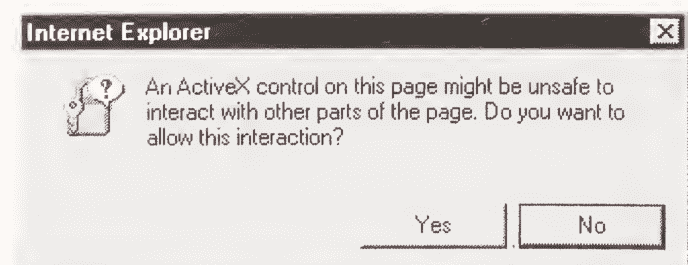 Internet Explorer
An ActiveX control on this page might be unsafe to
interact with other parts of the page. Do you want to
allow this interaction?
Yes
No